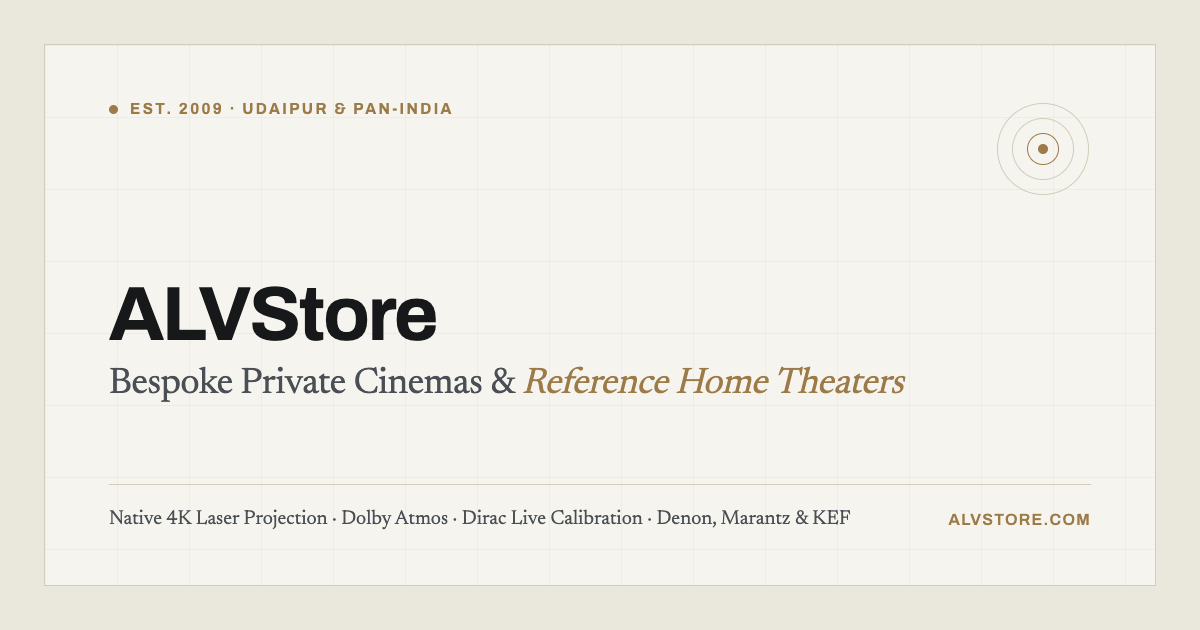 EST. 2009 · UDAIPUR & PAN-INDIA
ALVStore
Bespoke Private Cinemas & Reference Home Theaters
Native 4K Laser Projection · Dolby Atmos · Dirac Live Calibration · Denon, Marantz & KEF
ALVSTORE.COM